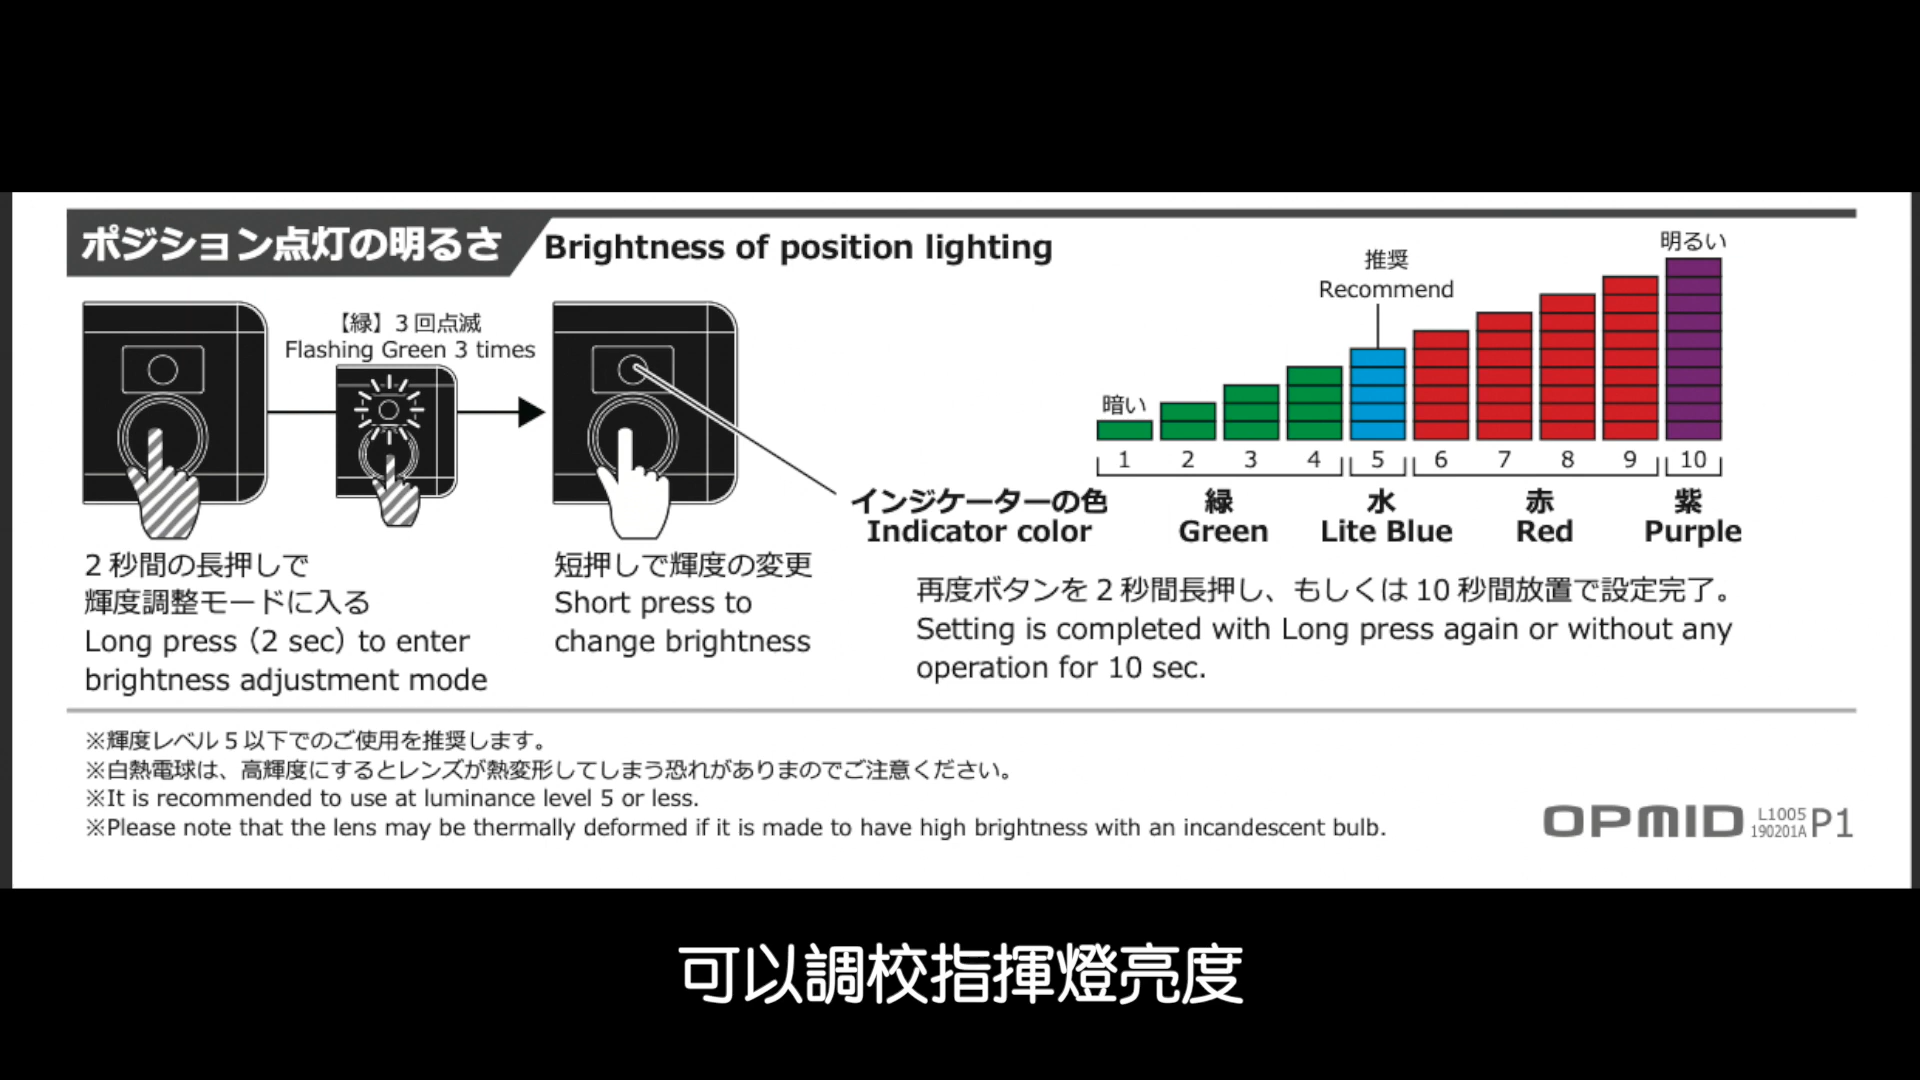 ポジション点灯の明るさ Brightness of position lighting
【緑】3回点滅
Flashing Green 3 times
2秒間の長押しで
輝度調整モードに入る
Long press (2 sec) to enter
brightness adjustment mode
短押しで輝度の変更
Short press to
change brightness
推奨
Recommend
明るい
暗い
1 2 3 4 5 6 7 8 9 10
インジケーターの色 緑 水 赤 紫
Indicator color Green Lite Blue Red Purple
再度ボタンを2秒間長押し、もしくは10秒間放置で設定完了。
Setting is completed with Long press again or without any
operation for 10 sec.
※輝度レベル5以下でのご使用を推奨します。
※白熱電球は、高輝度にするとレンズが熱変形してしまう恐れがありまのでご注意ください。
※It is recommended to use at luminance level 5 or less.
※Please note that the lens may be thermally deformed if it is made to have high brightness with an incandescent bulb.
OPMID L1005 190201A P1
可以調校指揮燈亮度